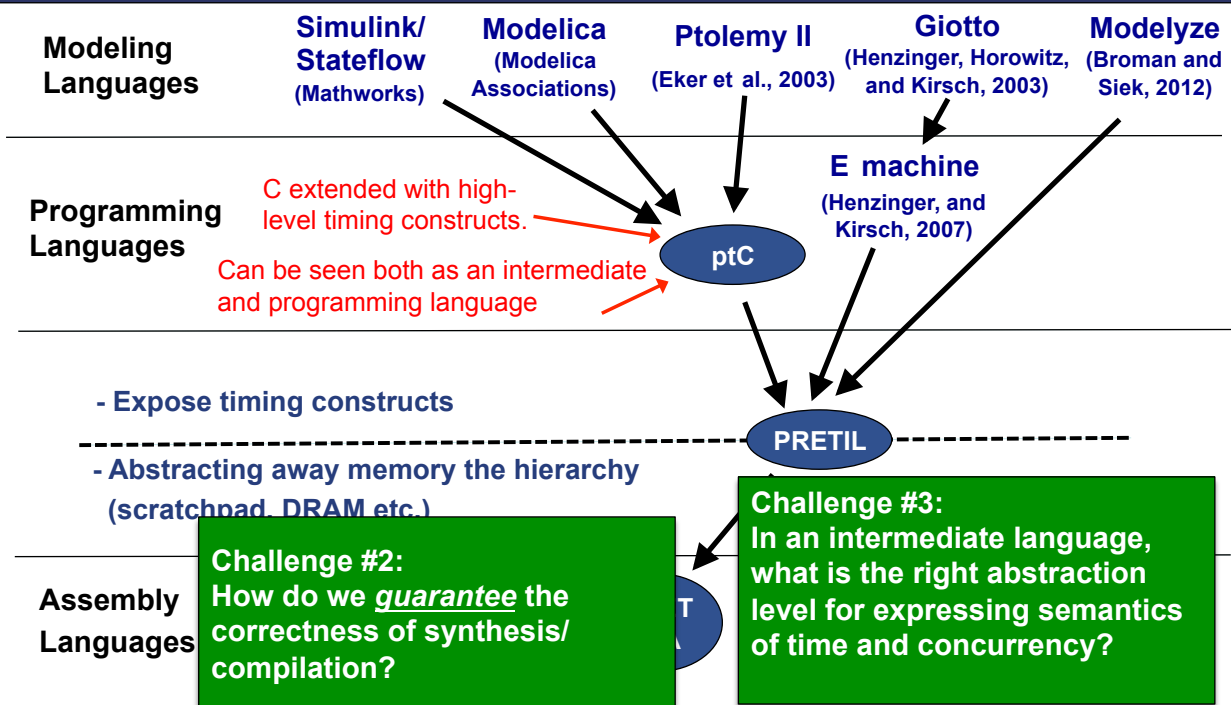 Modeling
Languages
Simulink/
Stateflow
(Mathworks)
Modelica
(Modelica
Associations)
Ptolemy II
(Eker et al., 2003)
Giotto
(Henzinger, Horowitz,
and Kirsch, 2003)
Modelyze
(Broman and
Siek, 2012)
Programming
Languages
C extended with high-
level timing constructs.
Can be seen both as an intermediate
and programming language
ptC
E machine
(Henzinger, and
Kirsch, 2007)
- Expose timing constructs
PRETIL
- Abstracting away memory the hierarchy
(scratchpad, DRAM etc.)
Assembly
Languages
Challenge #2:
How do we guarantee the
correctness of synthesis/
compilation?
T
Challenge #3:
In an intermediate language,
what is the right abstraction
level for expressing semantics
of time and concurrency?